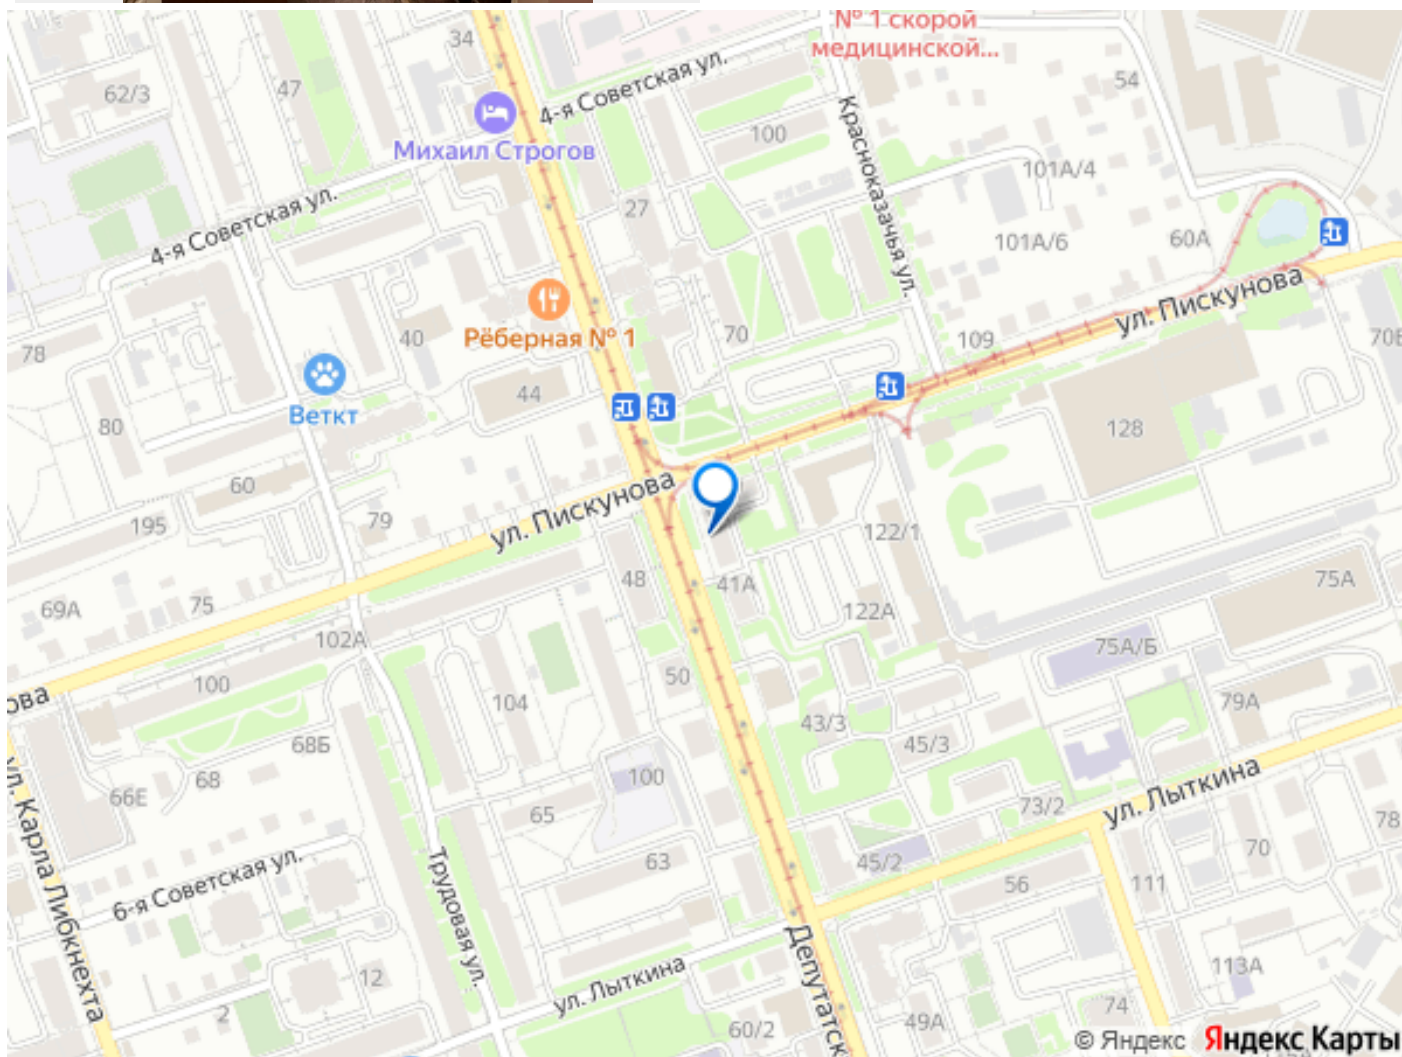 № 1 скорой
медицинской...
34
62/3
47
4-я Советская ул.
54
100
Михаил Строгов
Красноказачья ул.
101А/4
4-я Советская ул.
27
101А/6
60А
ул. Пискунова
Рёберная № 1
70
109
78
40
70Б
Веткт
44
80
128
60
ул. Пискунова
195
79
122/1
48
41А
75А
69А
75
122А
102А
75А/Б
ова
100
50
104
79А
43/3
68Б
45/3
68
100
ул. Лыткина
66Е
65
73/2
78
ул. Карла Либкнехта
63
45/2
70
6-я Советская ул.
Трудовая ул.
56
111
Депутатск
12
ул. Лыткина
113А
2
74
60/2
49А
© Яндекс Яндекс Карты